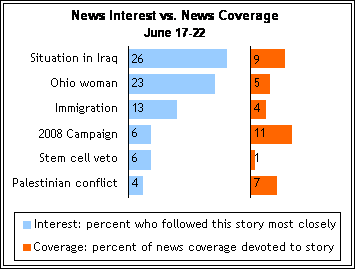 News Interest vs. News Coverage
June 17-22
Situation in Iraq 26 9
Ohio woman 23 5
Immigration 13 4
2008 Campaign 6 11
Stem cell veto 6 1
Palestinian conflict 4 7
Interest: percent who followed this story most closely
Coverage: percent of news coverage devoted to story